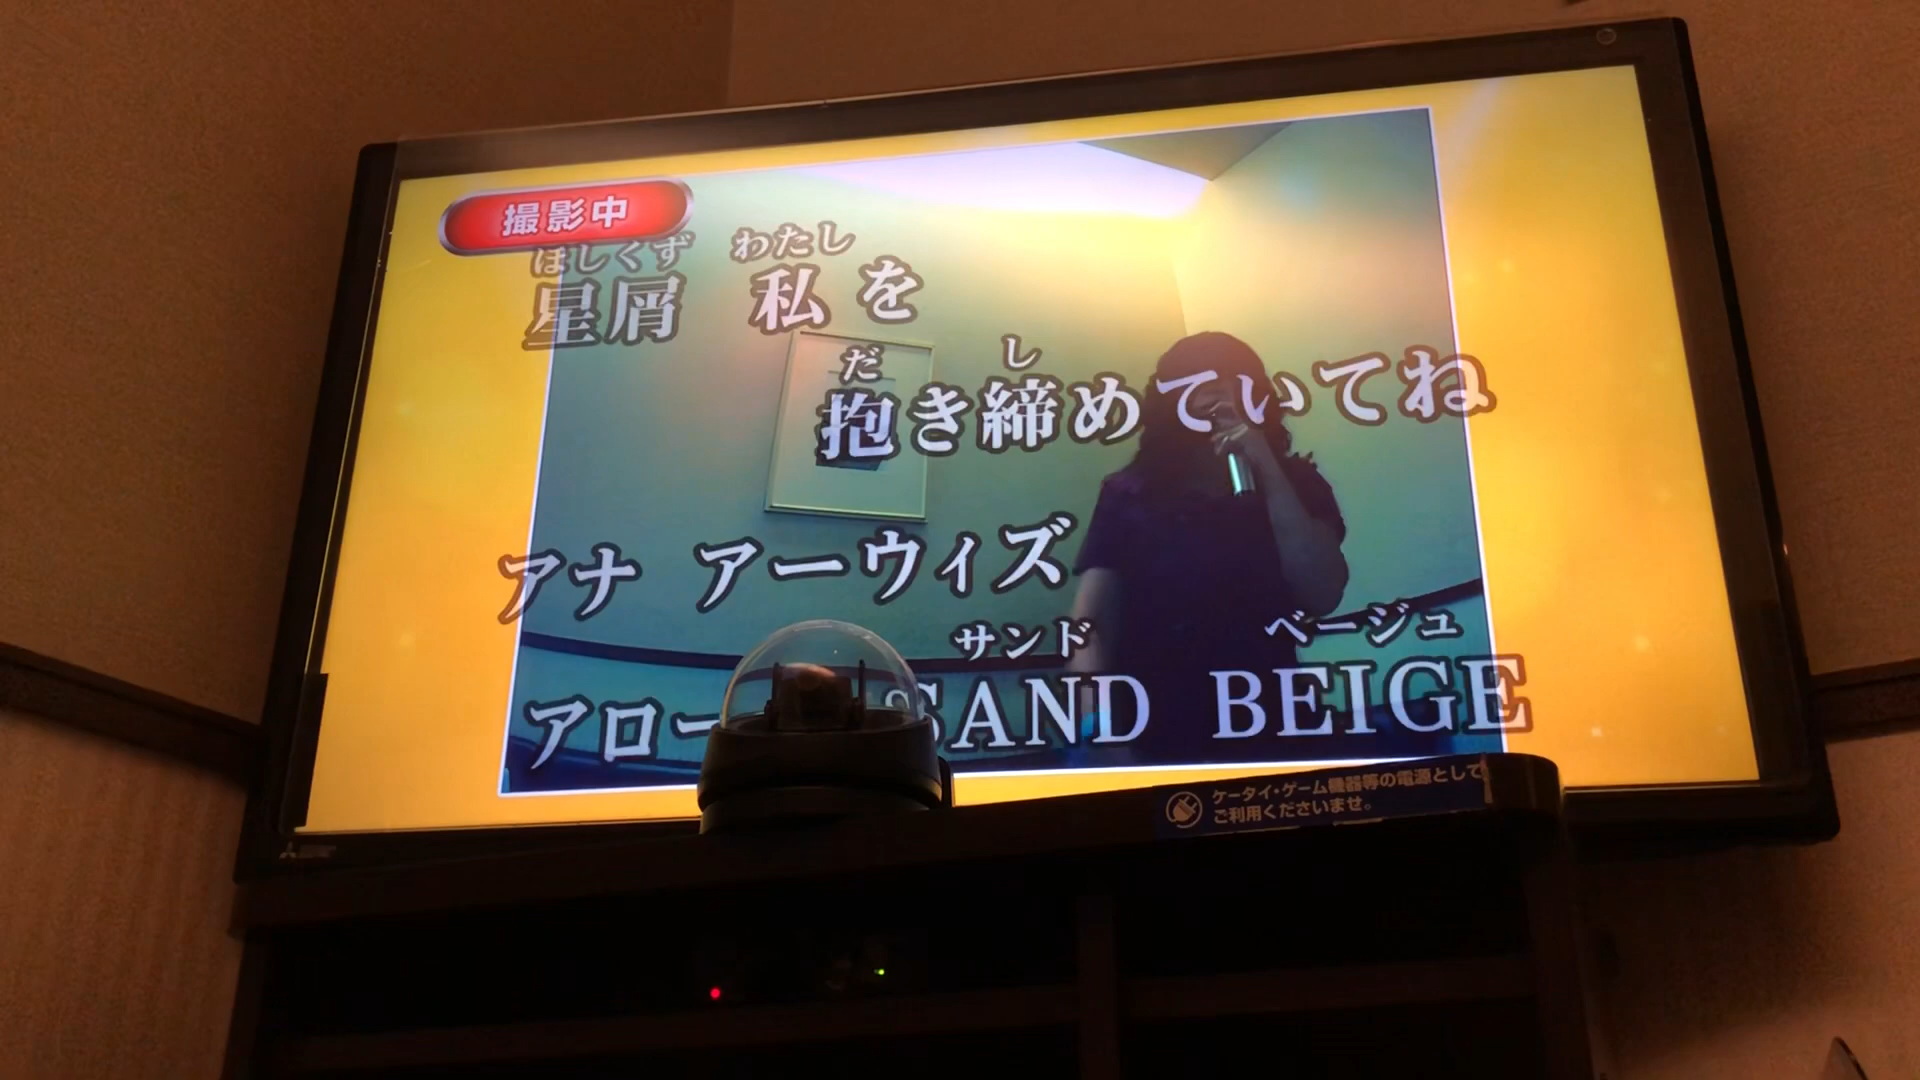 撮影中
ほしくず わたし
星屑 私を
だ し
抱き締めていてね
アナ アーウィズ
サンド ベージュ
アロー SAND BEIGE
ケータイ・ゲーム機器等の電源として
ご利用くださいませ。